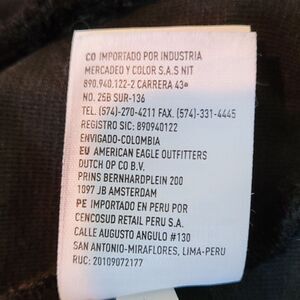 CO IMPORTADO POR INDUSTRIA
MERCADEO Y COLOR S.A.S NIT
890.940.122-2 CARRERA 43ª
NO. 25B SUR-136
TEL. (574)-270-4211 FAX. (574)-331-4445
REGISTRO SIC: 890940122
ENVIGADO-COLOMBIA
EU AMERICAN EAGLE OUTFITTERS
DUTCH OP CO BV.
PRINS BERNHARDPLEIN 200
1097 JB AMSTERDAM
PE IMPORTADO EN PERU POR
CENCOSUD RETAIL PERU S.A.
CALLE AUGUSTO ANGULO #130
SAN ANTONIO-MIRAFLORES, LIMA-PERU
RUC: 20109072177